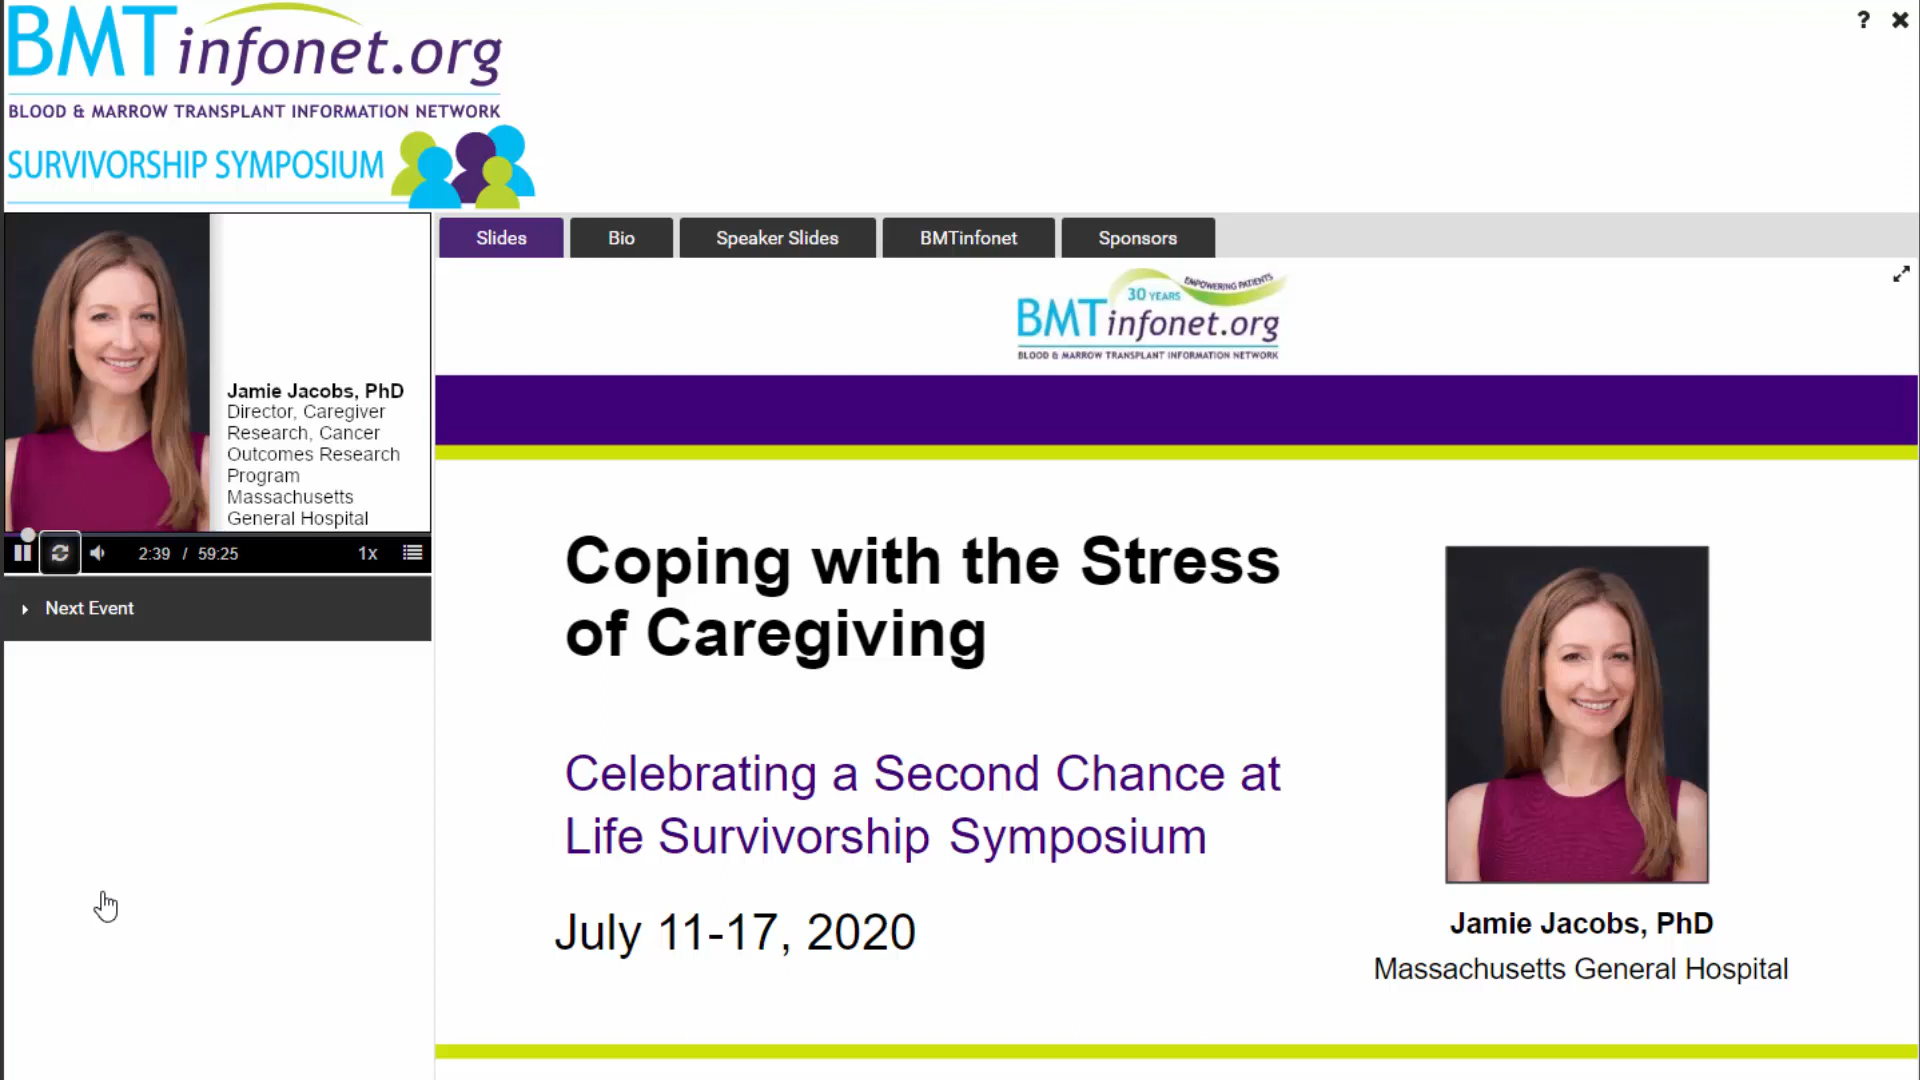 BMTinfonet.org
BLOOD & MARROW TRANSPLANT INFORMATION NETWORK
SURVIVORSHIP SYMPOSIUM
? ✖
Jamie Jacobs, PhD
Director, Caregiver
Research, Cancer
Outcomes Research
Program
Massachusetts
General Hospital
2:39 / 59:25 1x
Next Event
Slides Bio Speaker Slides BMTinfonet Sponsors
30 YEARS EMPOWERING PATIENTS
BMTinfonet.org
BLOOD & MARROW TRANSPLANT INFORMATION NETWORK
Coping with the Stress
of Caregiving
Celebrating a Second Chance at
Life Survivorship Symposium
July 11-17, 2020
Jamie Jacobs, PhD
Massachusetts General Hospital